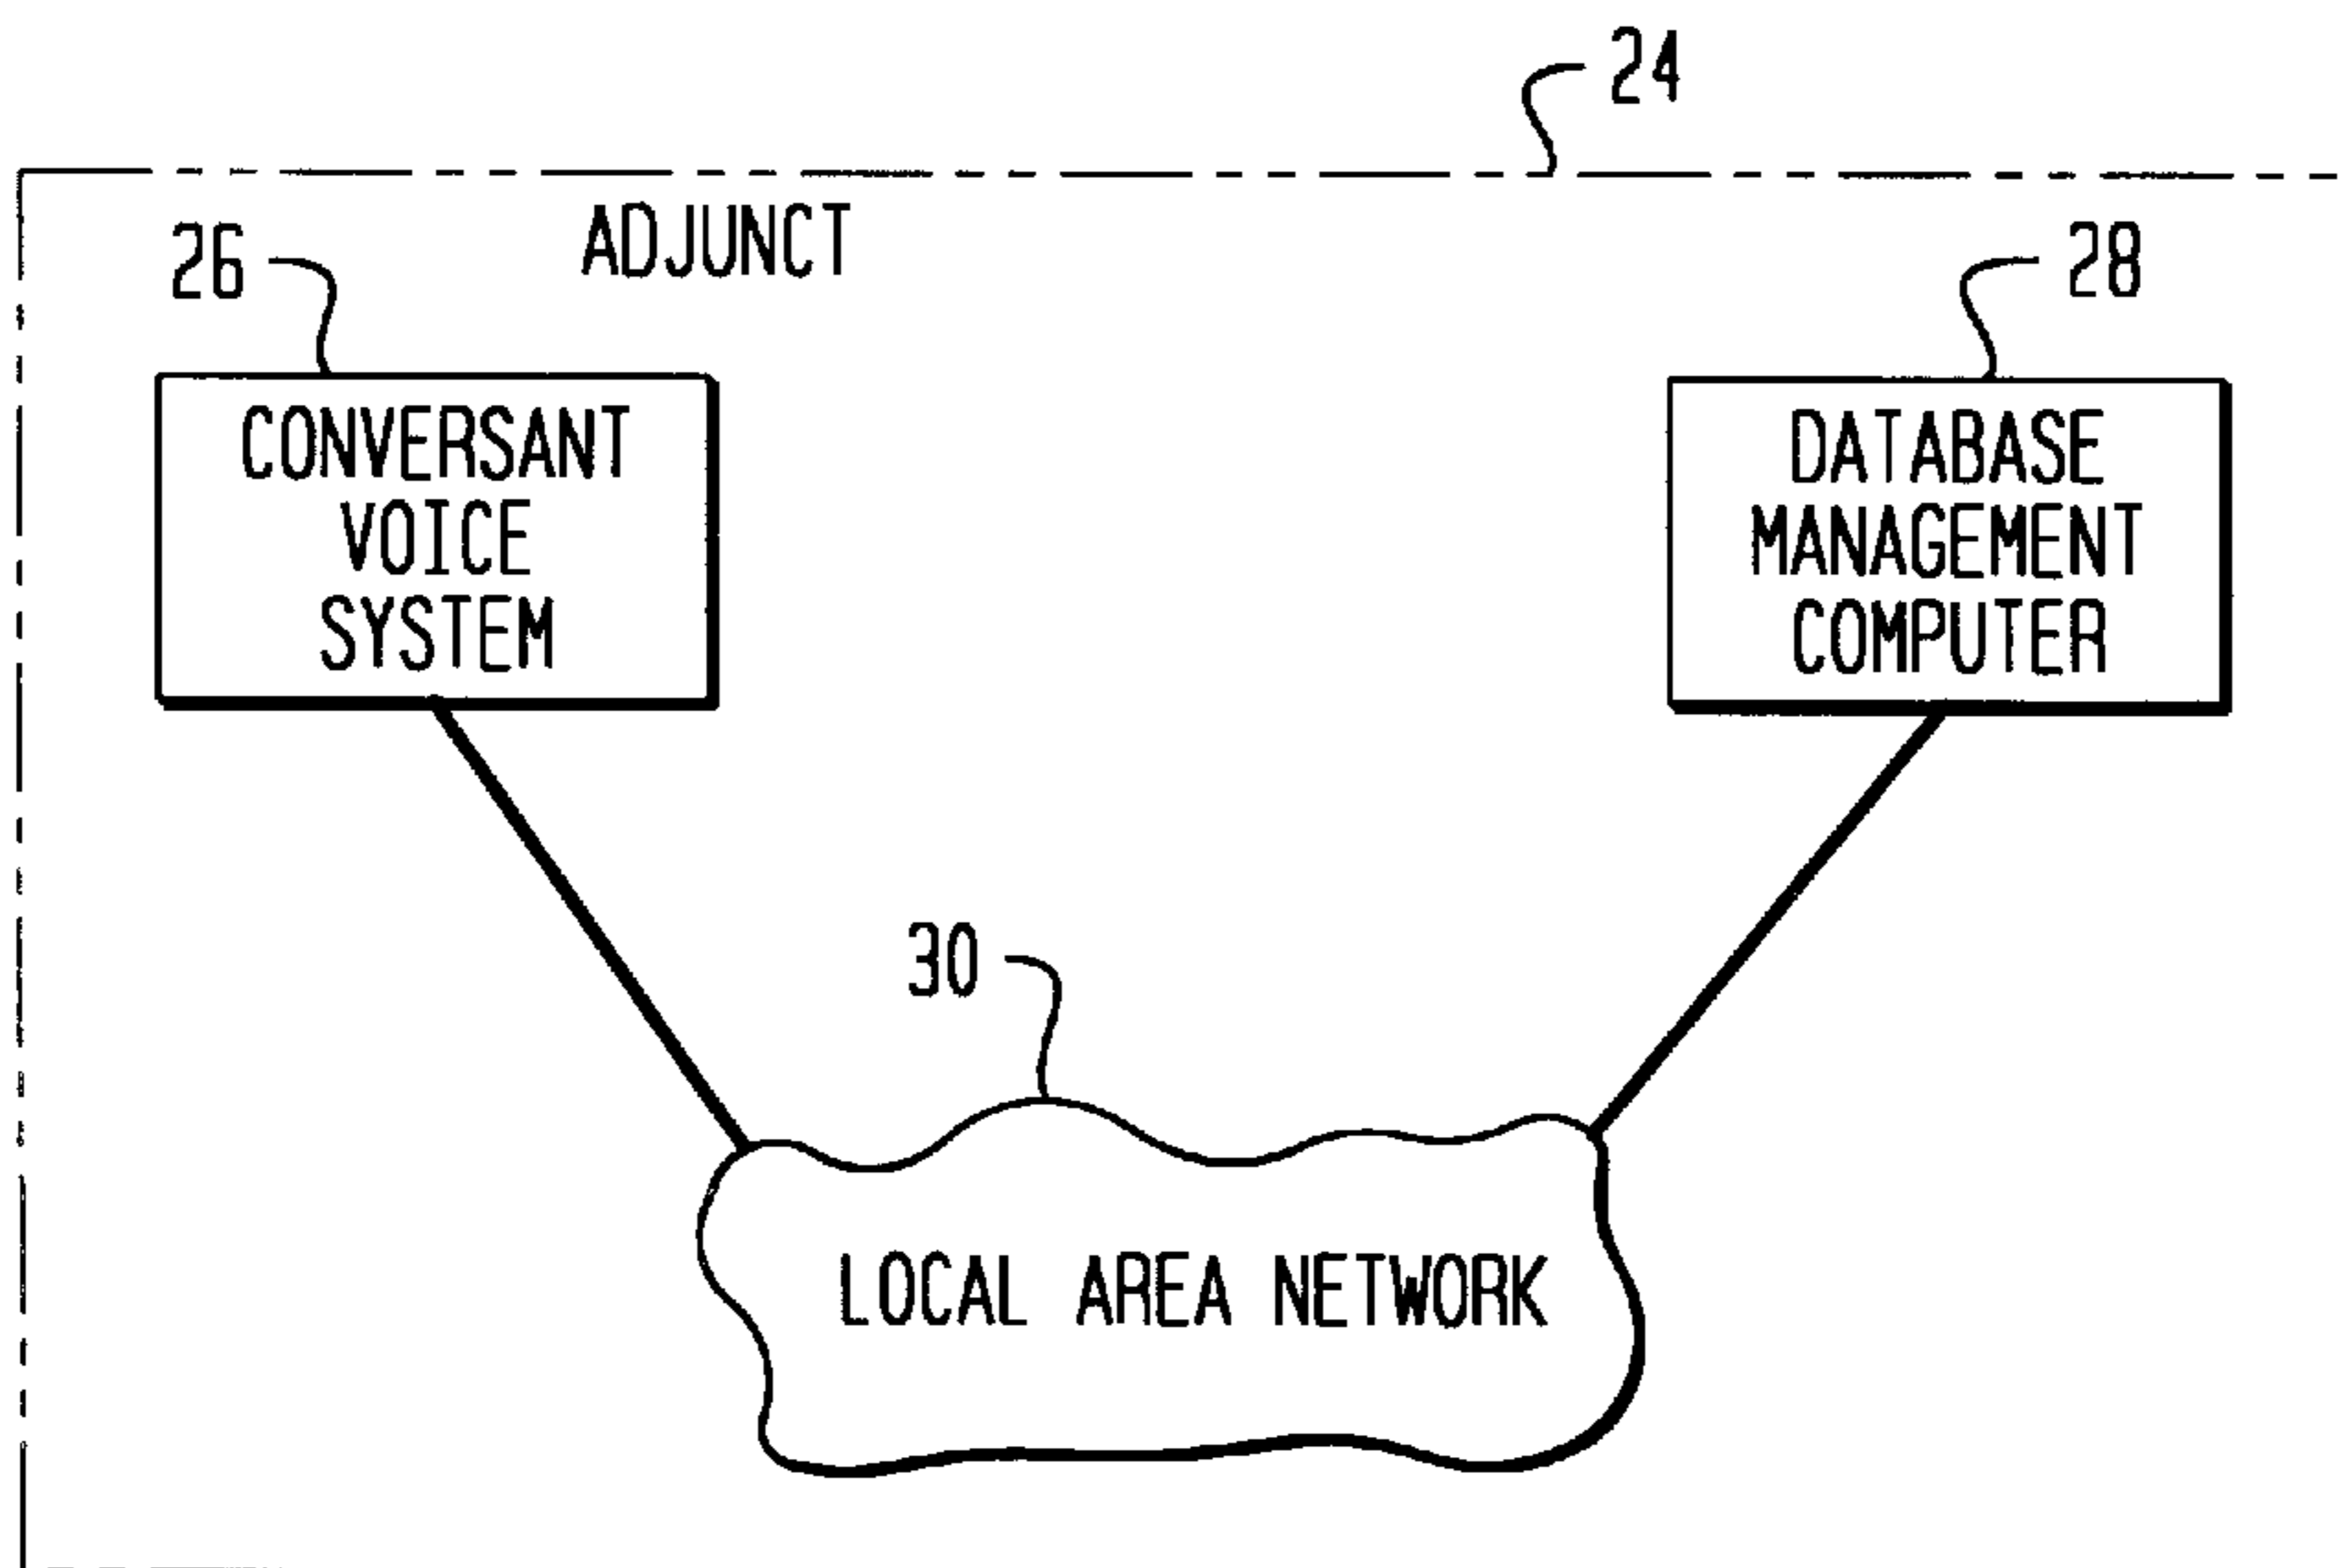 24
ADJUNCT
26
28
CONVERSANT
VOICE
SYSTEM
DATABASE
MANAGEMENT
COMPUTER
30
LOCAL AREA NETWORK